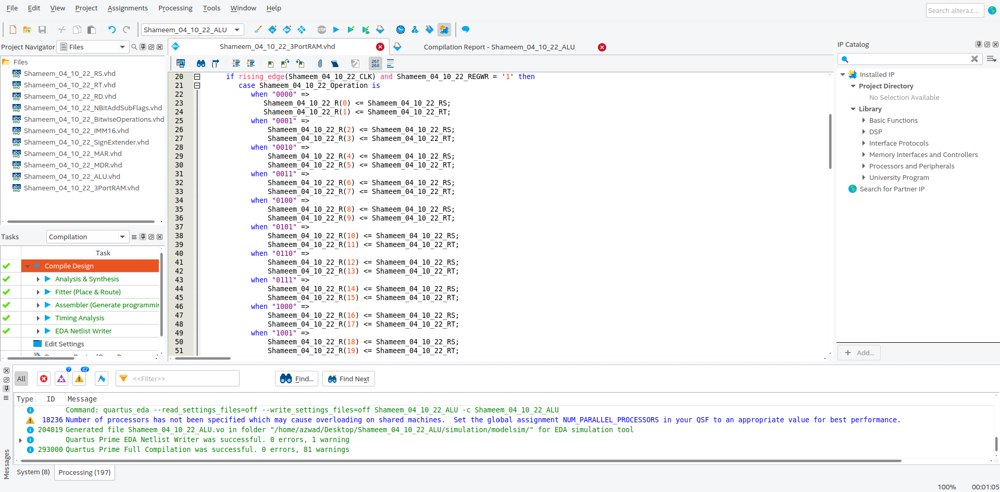 File Edit View Project Assignments Processing Tools Window Help
Search altera.c...
Shameem_04_10_22_ALU
STOP
Project Navigator Files
Files
Shameem_04_10_22_RS.vhd
Shameem_04_10_22_RT.vhd
Shameem_04_10_22_RD.vhd
Shameem_04_10_22_NBitAddSubFlags.vhd
Shameem_04_10_22_BitwiseOperations.vhd
Shameem_04_10_22_IMM16.vhd
Shameem_04_10_22_SignExtender.vhd
Shameem_04_10_22_MAR.vhd
Shameem_04_10_22_MDR.vhd
Shameem_04_10_22_ALU.vhd
Shameem_04_10_22_3PortRAM.vhd
Tasks Compilation
Task
Compile Design
Analysis & Synthesis
Fitter (Place & Route)
Assembler (Generate programmin
Timing Analysis
EDA Netlist Writer
Edit Settings
Shameem_04_10_22_3PortRAM.vhd
Compilation Report - Shameem_04_10_22_ALU
267
268
20 if rising_edge(Shameem_04_10_22_CLK) and Shameem_04_10_22_REGWR = '1' then
21 case Shameem_04_10_22_Operation is
22 when "0000" =>
23 Shameem_04_10_22_R(0) <= Shameem_04_10_22_RS;
24 Shameem_04_10_22_R(1) <= Shameem_04_10_22_RT;
25 when "0001" =>
26 Shameem_04_10_22_R(2) <= Shameem_04_10_22_RS;
27 Shameem_04_10_22_R(3) <= Shameem_04_10_22_RT;
28 when "0010" =>
29 Shameem_04_10_22_R(4) <= Shameem_04_10_22_RS;
30 Shameem_04_10_22_R(5) <= Shameem_04_10_22_RT;
31 when "0011" =>
32 Shameem_04_10_22_R(6) <= Shameem_04_10_22_RS;
33 Shameem_04_10_22_R(7) <= Shameem_04_10_22_RT;
34 when "0100" =>
35 Shameem_04_10_22_R(8) <= Shameem_04_10_22_RS;
36 Shameem_04_10_22_R(9) <= Shameem_04_10_22_RT;
37 when "0101" =>
38 Shameem_04_10_22_R(10) <= Shameem_04_10_22_RS;
39 Shameem_04_10_22_R(11) <= Shameem_04_10_22_RT;
40 when "0110" =>
41 Shameem_04_10_22_R(12) <= Shameem_04_10_22_RS;
42 Shameem_04_10_22_R(13) <= Shameem_04_10_22_RT;
43 when "0111" =>
44 Shameem_04_10_22_R(14) <= Shameem_04_10_22_RS;
45 Shameem_04_10_22_R(15) <= Shameem_04_10_22_RT;
46 when "1000" =>
47 Shameem_04_10_22_R(16) <= Shameem_04_10_22_RS;
48 Shameem_04_10_22_R(17) <= Shameem_04_10_22_RT;
49 when "1001" =>
50 Shameem_04_10_22_R(18) <= Shameem_04_10_22_RS;
51 Shameem_04_10_22_R(19) <= Shameem_04_10_22_RT;
IP Catalog
Installed IP
Project Directory
No Selection Available
Library
Basic Functions
DSP
Interface Protocols
Memory Interfaces and Controllers
Processors and Peripherals
University Program
Search for Partner IP
+ Add...
All 7 42 <<Filter>> Find... Find Next
Type ID Message
Command: quartus_eda --read_settings_files=off --write_settings_files=off Shameem_04_10_22_ALU -c Shameem_04_10_22_ALU
18236 Number of processors has not been specified which may cause overloading on shared machines. Set the global assignment NUM_PARALLEL_PROCESSORS in your QSF to an appropriate value for best performance.
204019 Generated file Shameem_04_10_22_ALU.vo in folder "/home/azwad/Desktop/Shameem_04_10_22_ALU/simulation/modelsim/" for EDA simulation tool
Quartus Prime EDA Netlist Writer was successful. 0 errors, 1 warning
293000 Quartus Prime Full Compilation was successful. 0 errors, 81 warnings
Messages
System (8) Processing (197)
100% 00:01:05